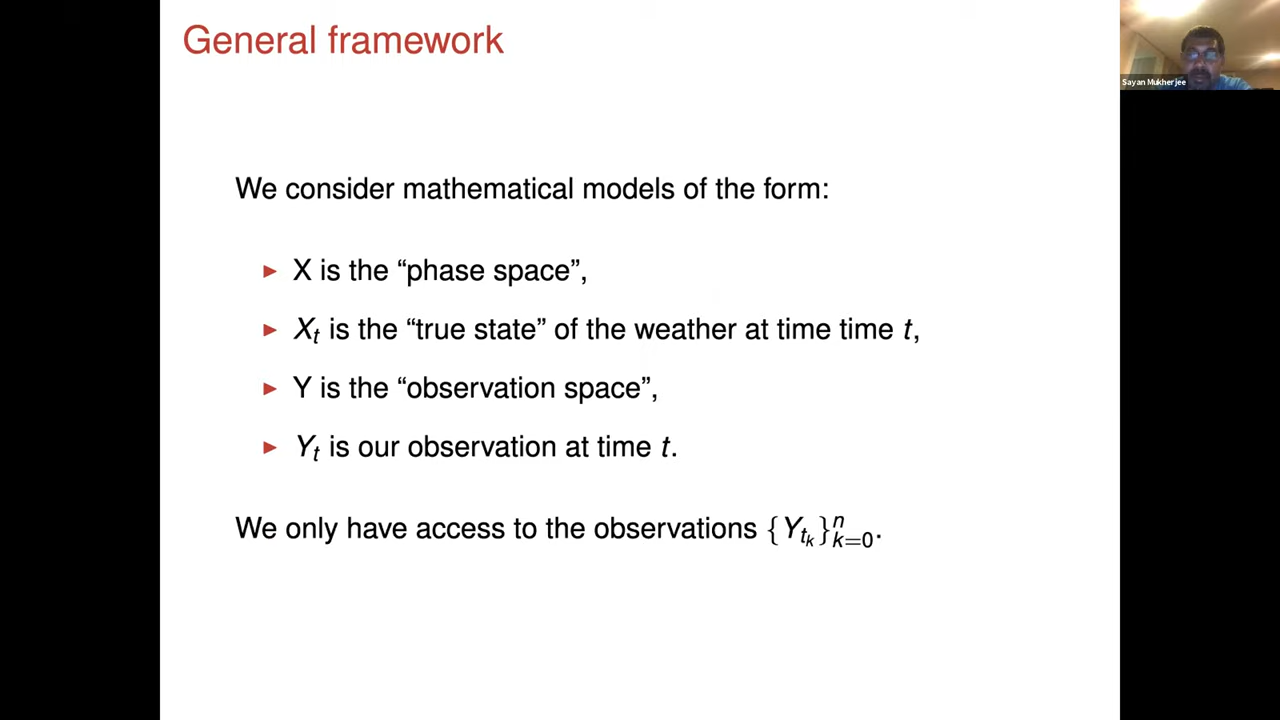 General framework
Sayan Mukherjee
We consider mathematical models of the form:
► X is the “phase space”,
► X_t is the “true state” of the weather at time time t,
► Y is the “observation space”,
► Y_t is our observation at time t.
We only have access to the observations {Y_{t_k}}_{k=0}^n.